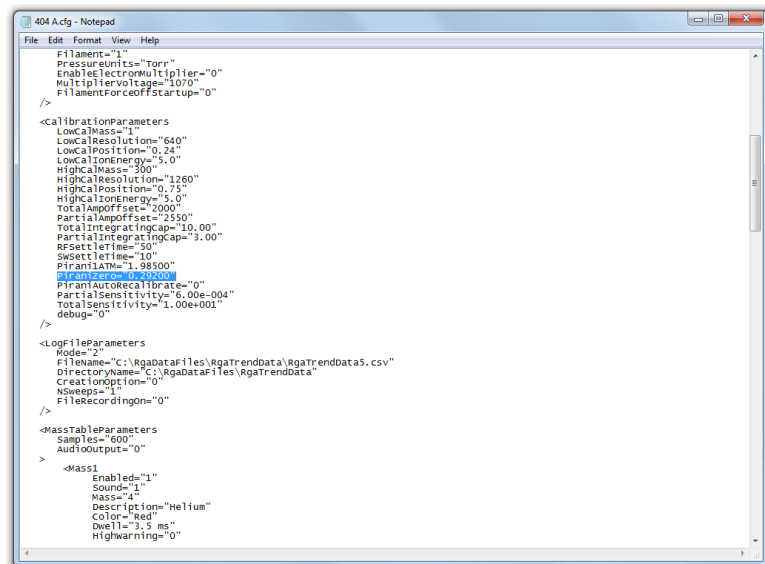 404 A.cfg - Notepad
File Edit Format View Help
Filament="1"
PressureUnits="Torr"
EnableElectronMultiplier="0"
MultiplierVoltage="1070"
FilamentForceOffStartup="0"
/>
<CalibrationParameters
LowCalMass="1"
LowCalResolution="640"
LowCalPosition="0.24"
LowCalIonEnergy="5.0"
HighCalMass="300"
HighCalResolution="1260"
HighCalPosition="0.75"
HighCalIonEnergy="5.0"
TotalAmpOffset="2000"
PartialAmpOffset="2550"
TotalIntegratingCap="10.00"
PartialIntegratingCap="3.00"
RFSettleTime="50"
SWSettleTime="10"
Pirani1ATM="1.98500"
PiraniZero="0.29200"
PiraniAutoRecalibrate="0"
PartialSensitivity="6.00e-004"
TotalSensitivity="1.00e+001"
debug="0"
/>
<LogFileParameters
Mode="2"
FileName="C:\RgaDataFiles\RgaTrendData\RgaTrendData5.csv"
DirectoryName="C:\RgaDataFiles\RgaTrendData"
CreationOption="0"
NSweeps="1"
FileRecordingOn="0"
/>
<MassTableParameters
Samples="600"
AudioOutput="0"
>
<Mass1
Enabled="1"
Sound="1"
Mass="4"
Description="Helium"
Color="Red"
Dwell="3.5 ms"
HighWarning="0"